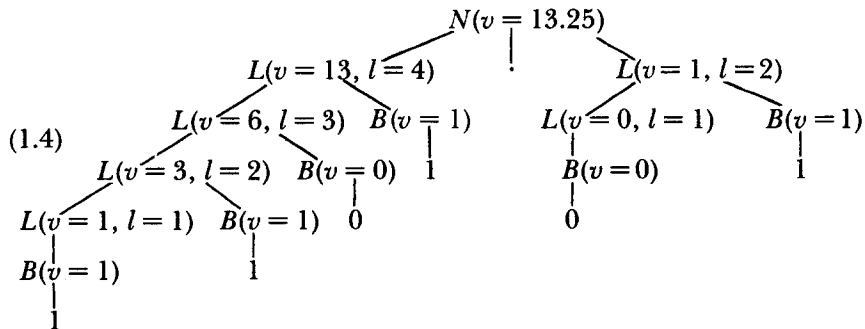 N(v = 13.25)
L(v = 13, l = 4) . L(v = 1, l = 2)
L(v = 6, l = 3) B(v = 1) L(v = 0, l = 1) B(v = 1)
(1.4)
L(v = 3, l = 2) B(v = 0) 1 B(v = 0) 1
L(v = 1, l = 1) B(v = 1) 0 0
B(v = 1) 1
1